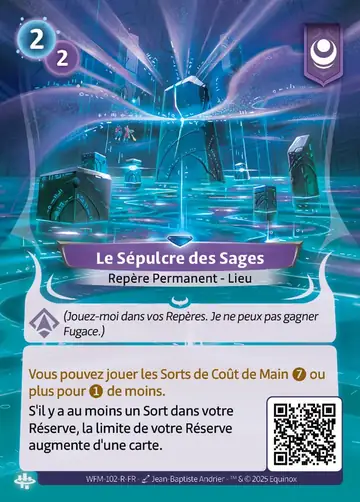 2
2
Le Sépulcre des Sages
Repère Permanent - Lieu
(Jouez-moi dans vos Repères. Je ne peux pas gagner
Fugace.)
Vous pouvez jouer les Sorts de Coût de Main 7 ou
plus pour 1 de moins.
S'il y a au moins un Sort dans votre
Réserve, la limite de votre Réserve
augmente d'une carte.
WFM-102-R-FR - Jean-Baptiste Andrier - ™ & © 2025 Equinox